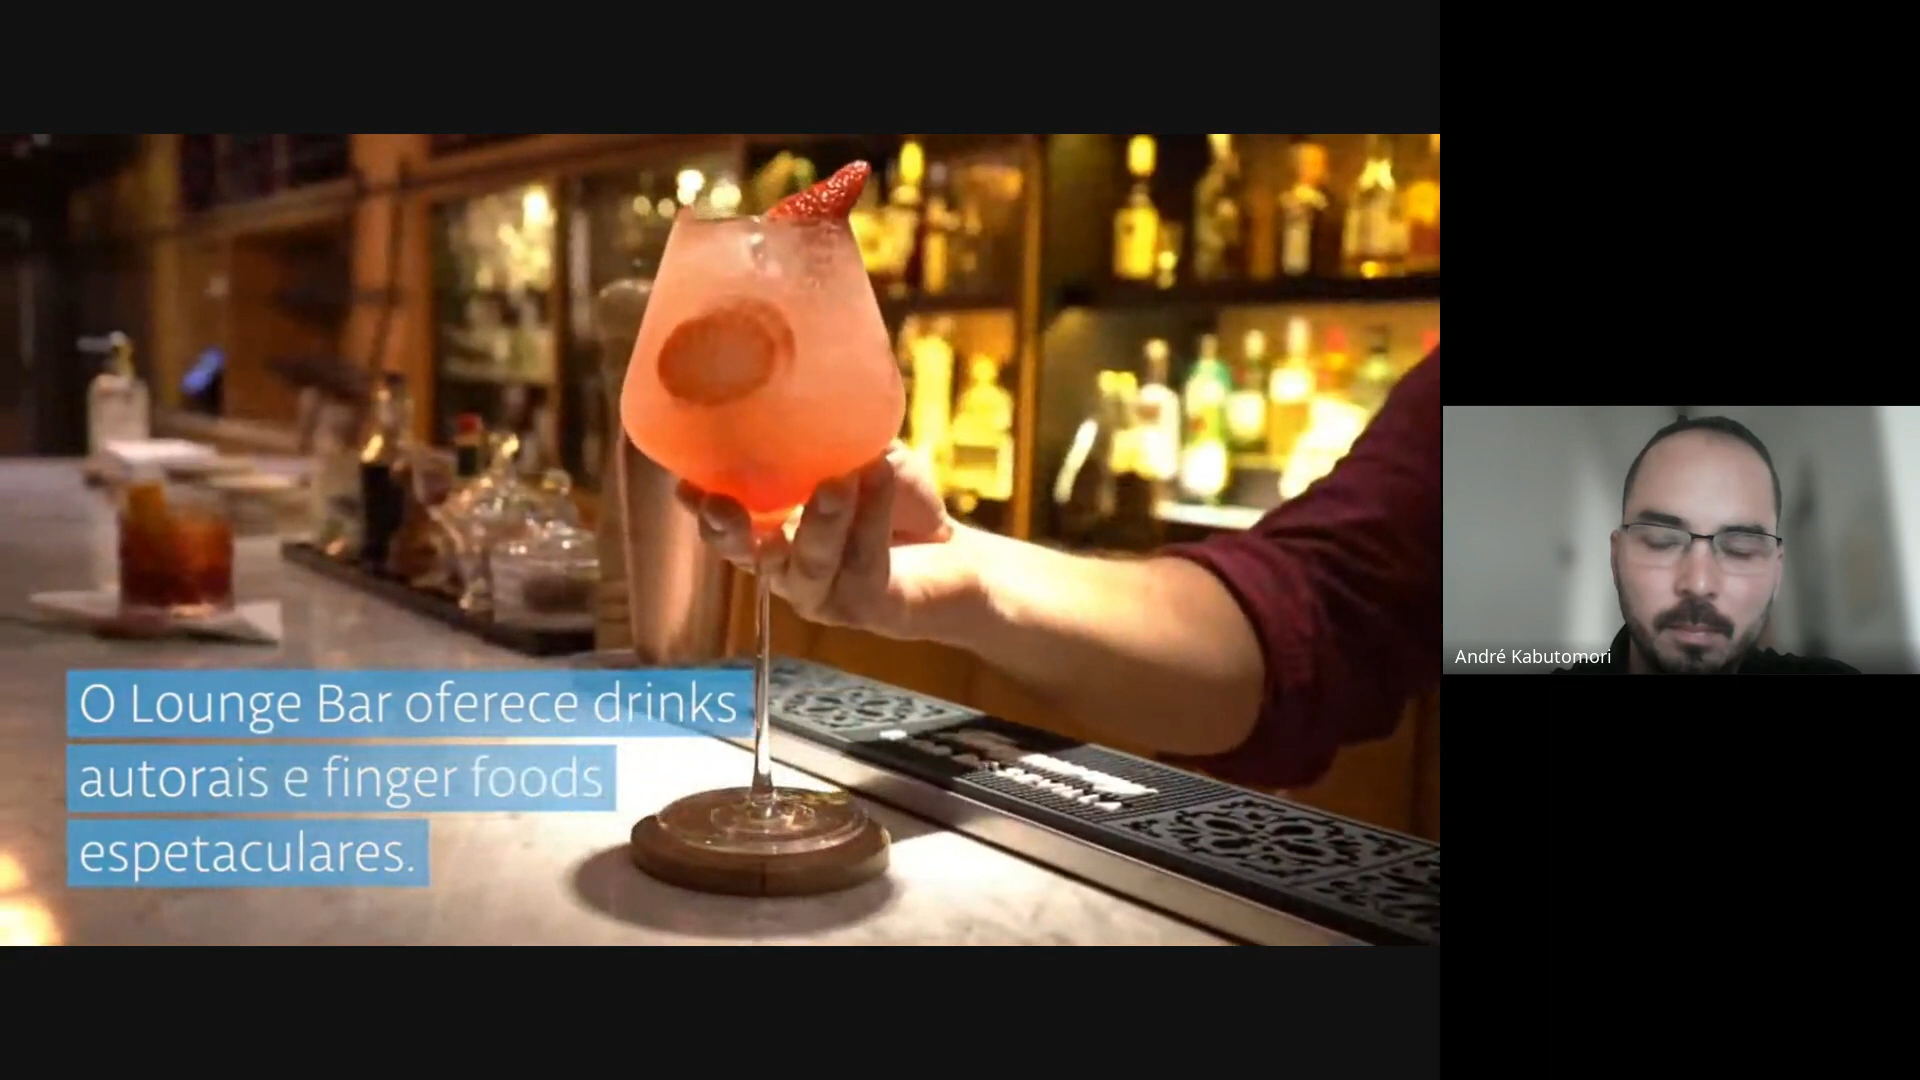 O Lounge Bar oferece drinks
autorais e finger foods
espetaculares.
André Kabutomori